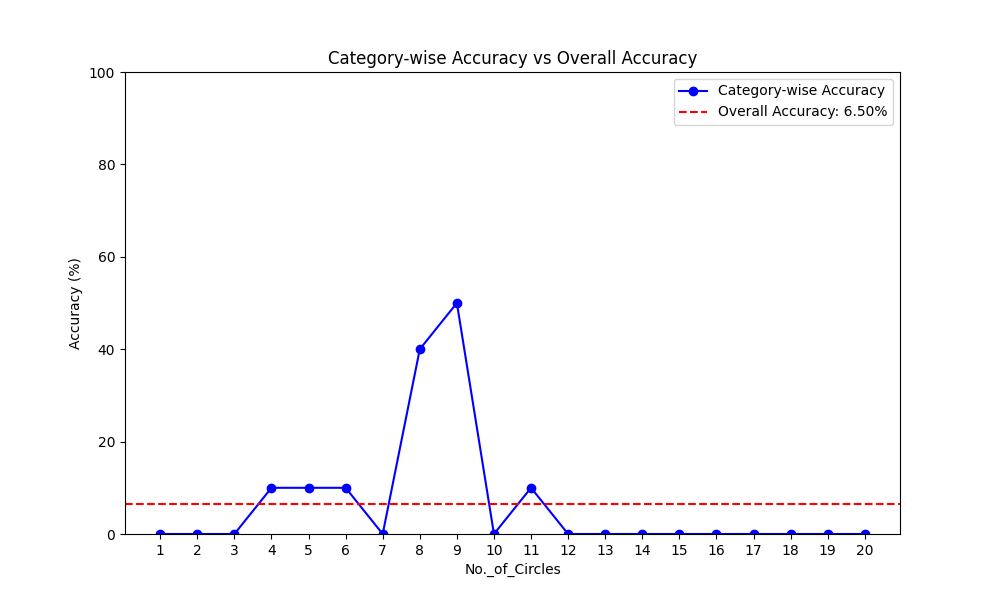 Category-wise Accuracy vs Overall Accuracy
100
80
60
40
20
0
Accuracy (%)
Category-wise Accuracy
Overall Accuracy: 6.50%
1 2 3 4 5 6 7 8 9 10 11 12 13 14 15 16 17 18 19 20
No._of_Circles